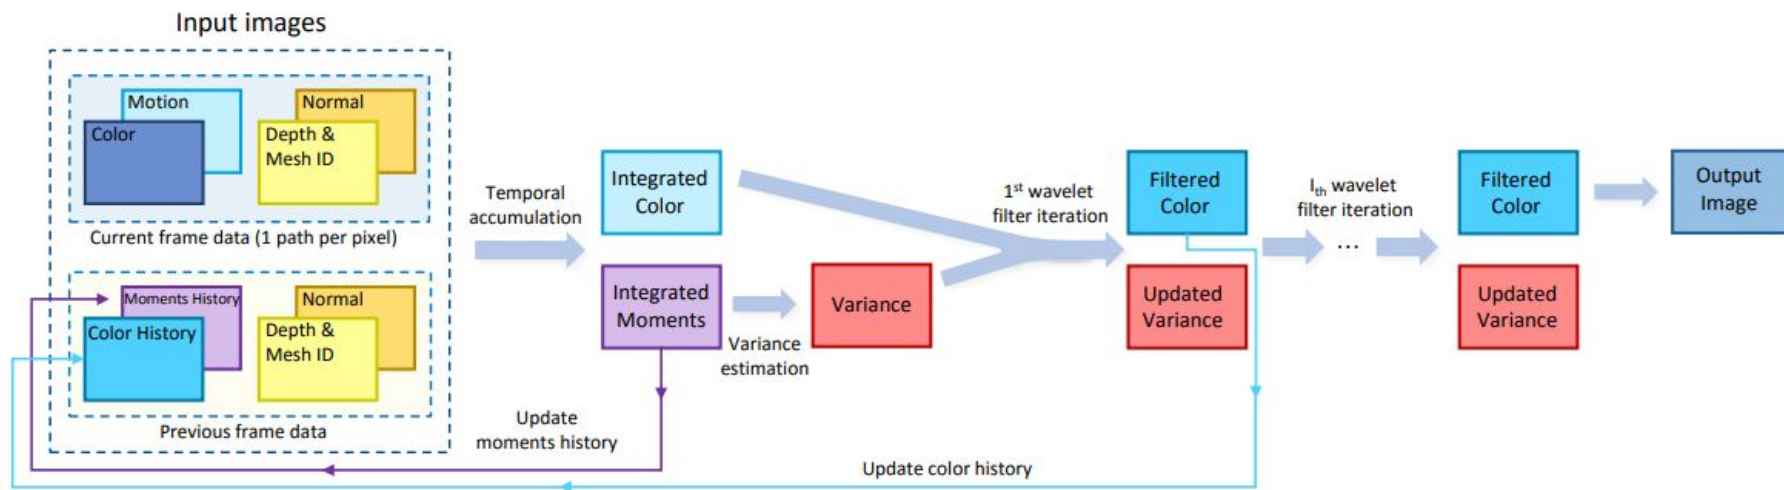 Input images
Motion
Color
Normal
Depth &
Mesh ID
Current frame data (1 path per pixel)
Moments History
Color History
Normal
Depth &
Mesh ID
Previous frame data
Temporal
accumulation
Integrated
Color
Integrated
Moments
Variance
estimation
Variance
1st wavelet
filter iteration
Filtered
Color
Updated
Variance
Ith wavelet
filter iteration
...
Filtered
Color
Updated
Variance
Output
Image
Update
moments history
Update color history